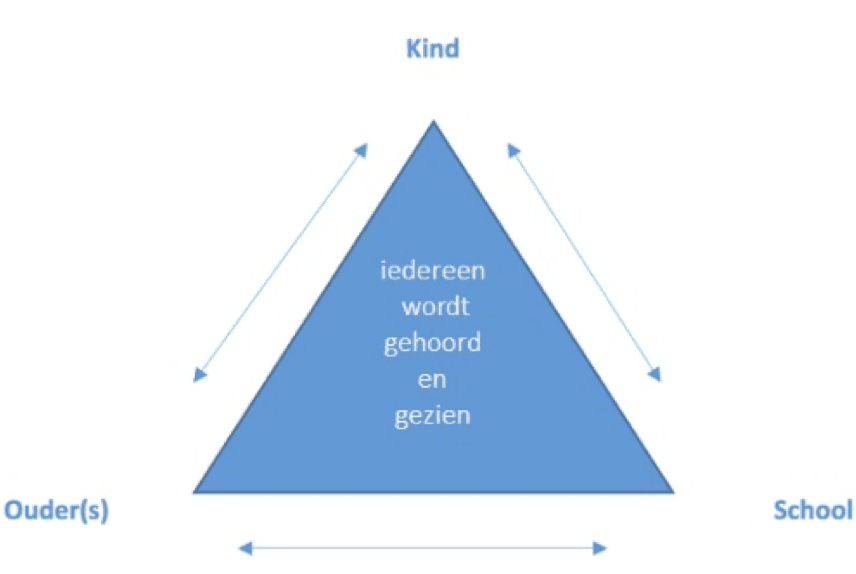 Kind
iedereen
wordt
gehoord
en
gezien
Ouder(s)
School